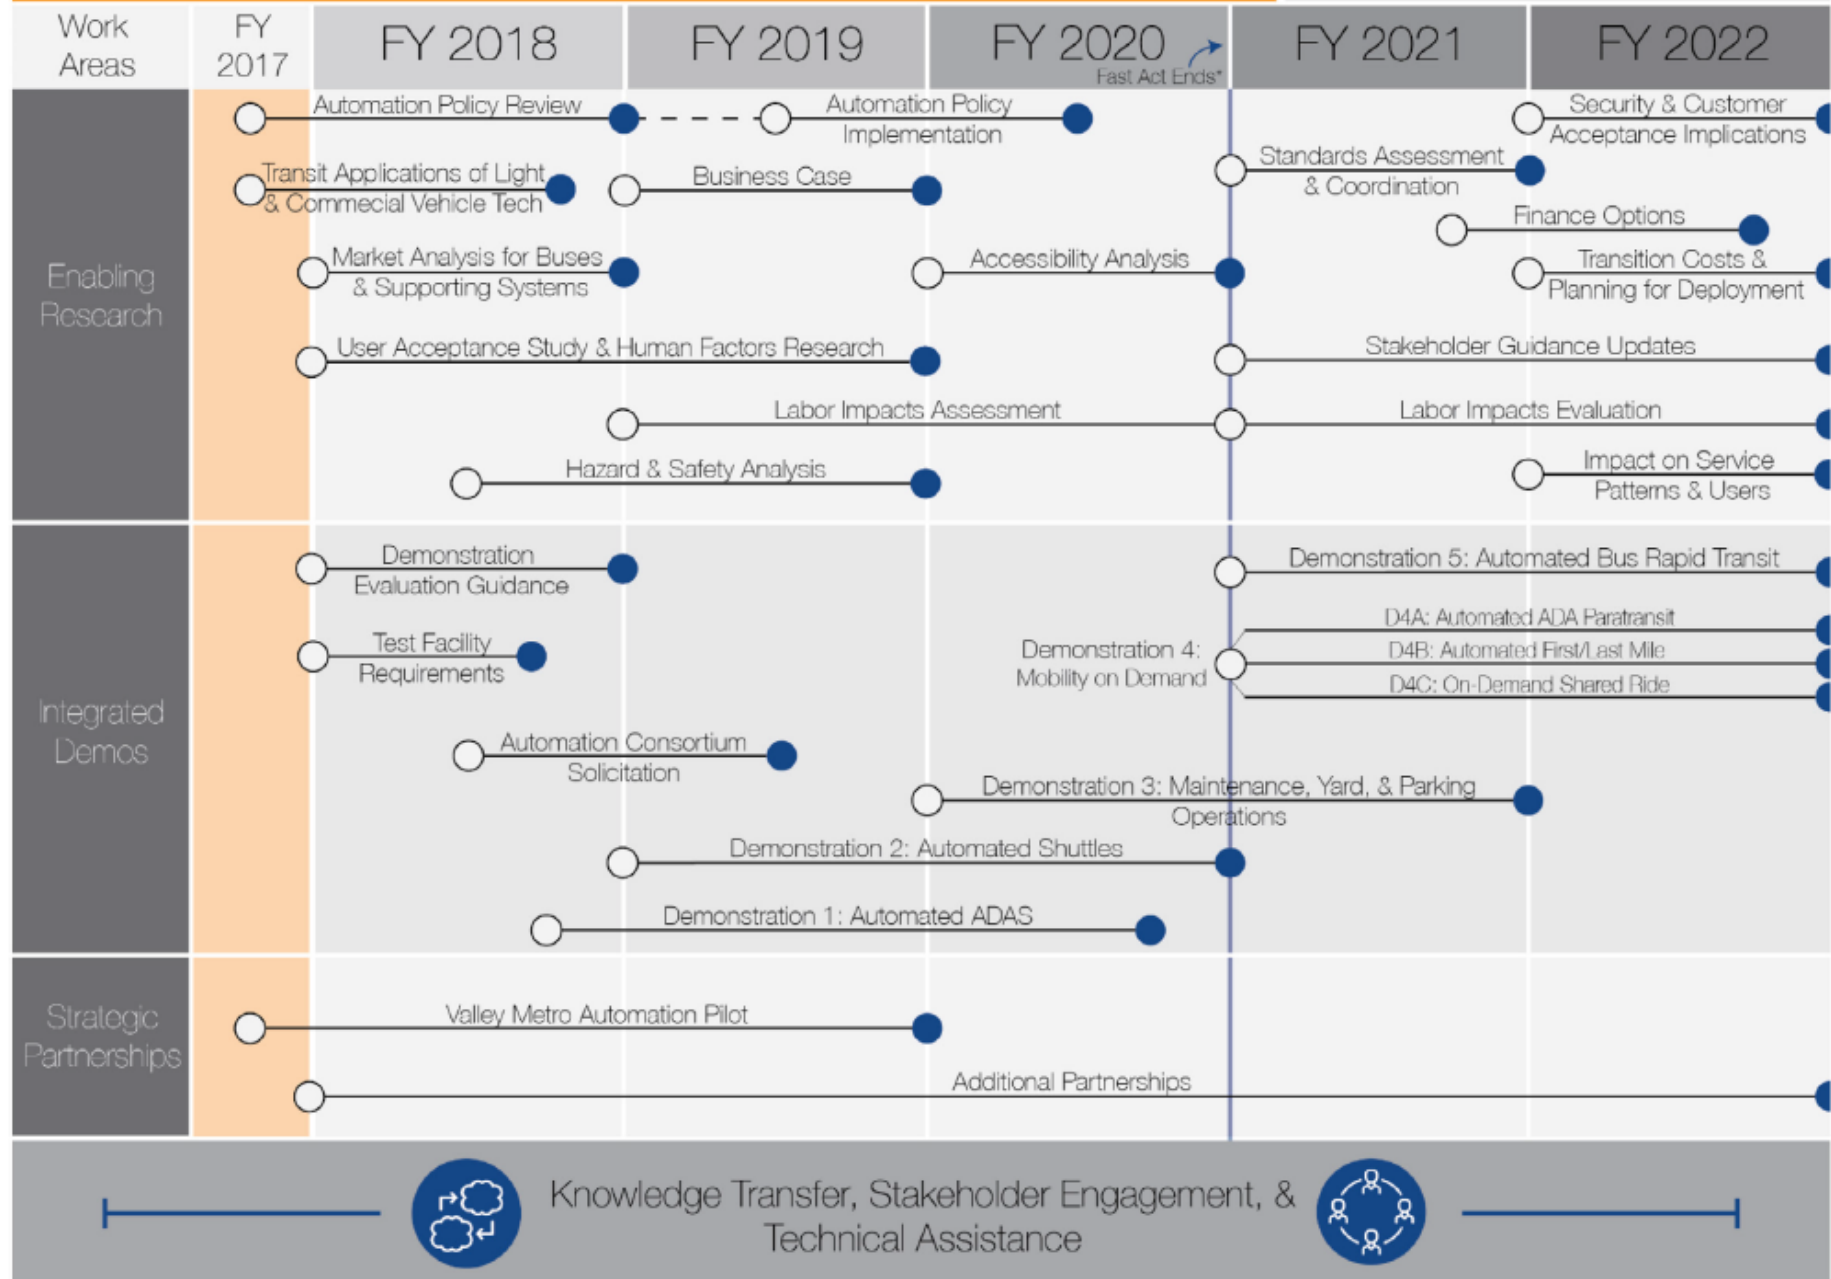 Work
Areas
FY
2017
FY 2018
FY 2019
FY 2020
Fast Act Ends*
FY 2021
FY 2022
Enabling
Research
Automation Policy Review
Automation Policy
Implementation
Security & Customer
Acceptance Implications
Transit Applications of Light
& Commecial Vehicle Tech
Business Case
Standards Assessment
& Coordination
Finance Options
Market Analysis for Buses
& Supporting Systems
Accessibility Analysis
Transition Costs &
Planning for Deployment
User Acceptance Study & Human Factors Research
Stakeholder Guidance Updates
Labor Impacts Assessment
Labor Impacts Evaluation
Hazard & Safety Analysis
Impact on Service
Patterns & Users
Integrated
Demos
Demonstration
Evaluation Guidance
Demonstration 5: Automated Bus Rapid Transit
Test Facility
Requirements
Demonstration 4:
Mobility on Demand
D4A: Automated ADA Paratransit
D4B: Automated First/Last Mile
D4C: On-Demand Shared Ride
Automation Consortium
Solicitation
Demonstration 3: Maintenance, Yard, & Parking
Operations
Demonstration 2: Automated Shuttles
Demonstration 1: Automated ADAS
Strategic
Partnerships
Valley Metro Automation Pilot
Additional Partnerships
Knowledge Transfer, Stakeholder Engagement, &
Technical Assistance